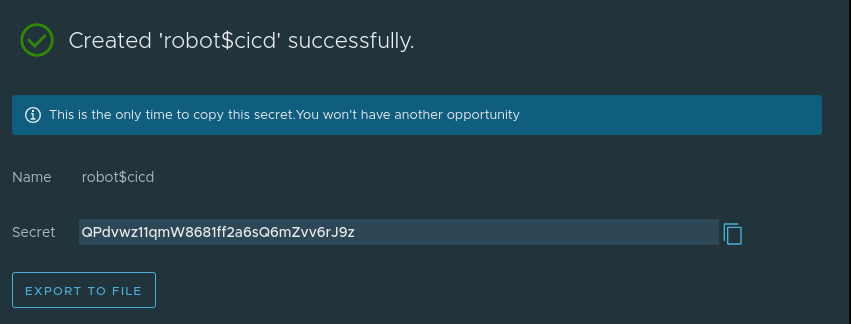 Created 'robot$cicd' successfully.
This is the only time to copy this secret.You won't have another opportunity
Name robot$cicd
Secret QPdvwz11qmW8681ff2a6sQ6mZvv6rJ9z
EXPORT TO FILE